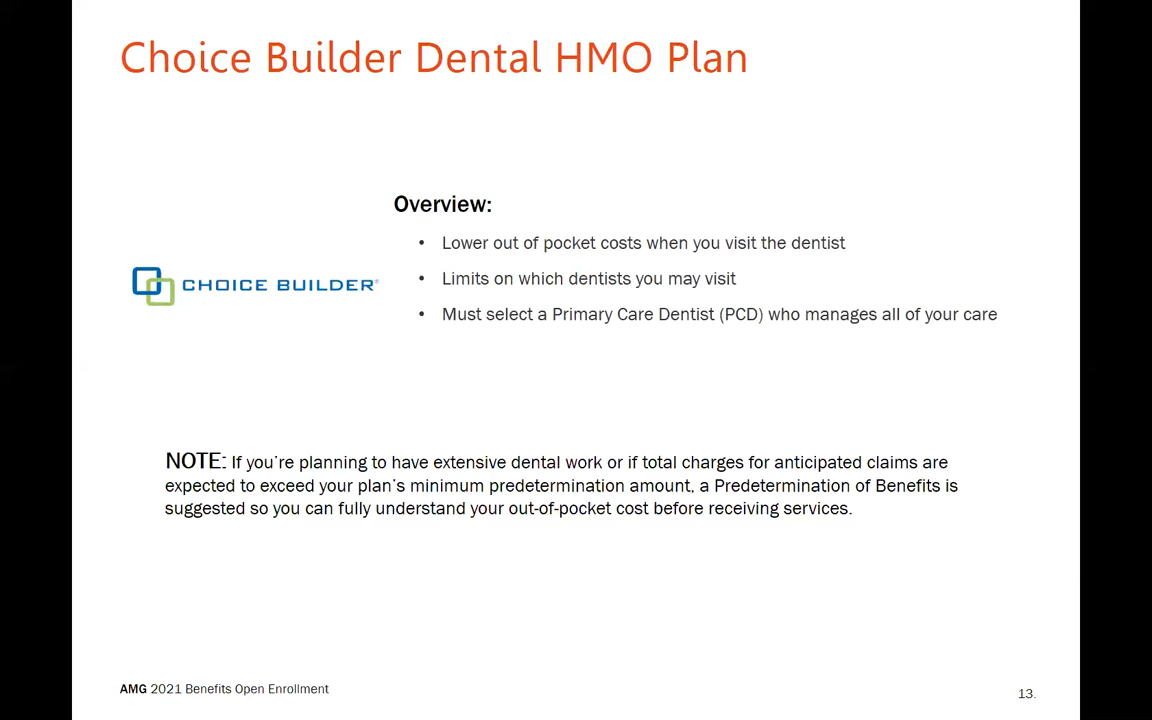 Choice Builder Dental HMO Plan
Overview:
• Lower out of pocket costs when you visit the dentist
• Limits on which dentists you may visit
• Must select a Primary Care Dentist (PCD) who manages all of your care
CHOICE BUILDER®
NOTE: If you're planning to have extensive dental work or if total charges for anticipated claims are
expected to exceed your plan's minimum predetermination amount, a Predetermination of Benefits is
suggested so you can fully understand your out-of-pocket cost before receiving services.
AMG 2021 Benefits Open Enrollment
13.